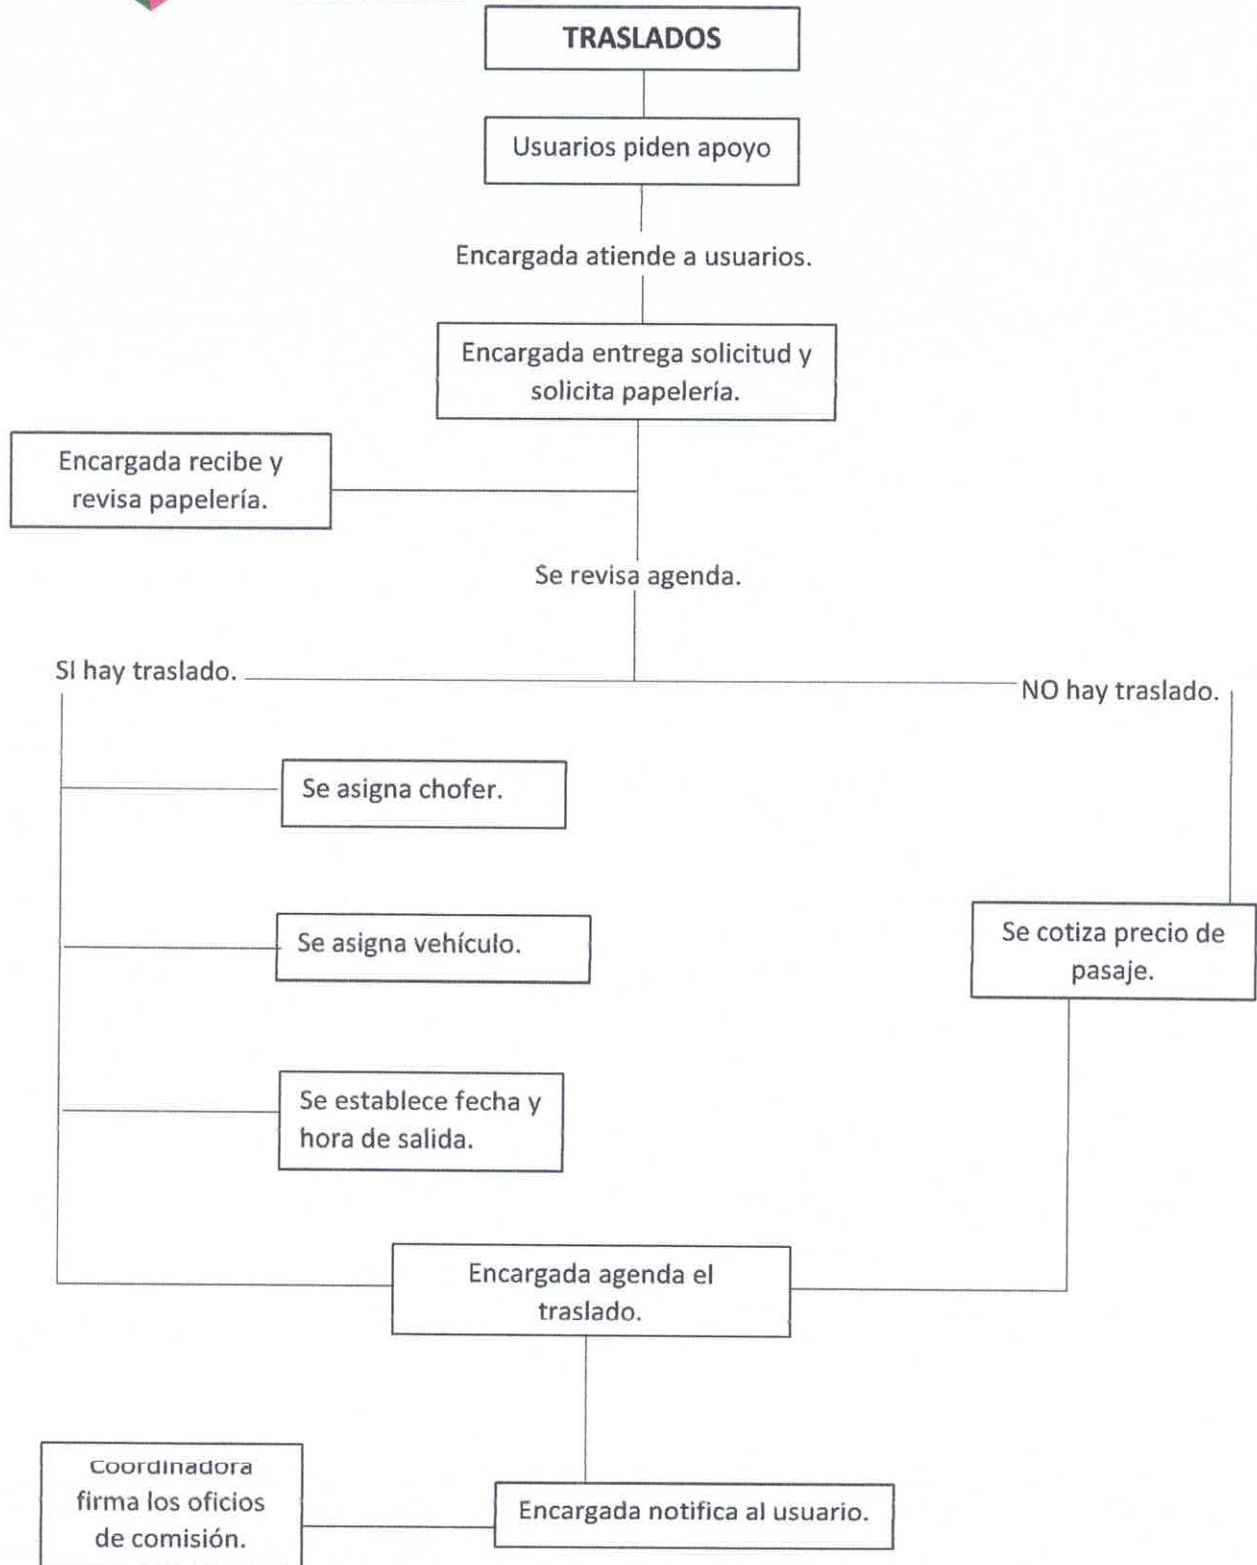 TRASLADOS
Usuarios piden apoyo
Encargada atiende a usuarios.
Encargada entrega solicitud y
solicita papelería.
Encargada recibe y
revisa papelería.
Se revisa agenda.
SI hay traslado.
NO hay traslado.
Se asigna chofer.
Se asigna vehículo.
Se cotiza precio de
pasaje.
Se establece fecha y
hora de salida.
Encargada agenda el
traslado.
Coordinadora
firma los oficios
de comisión.
Encargada notifica al usuario.